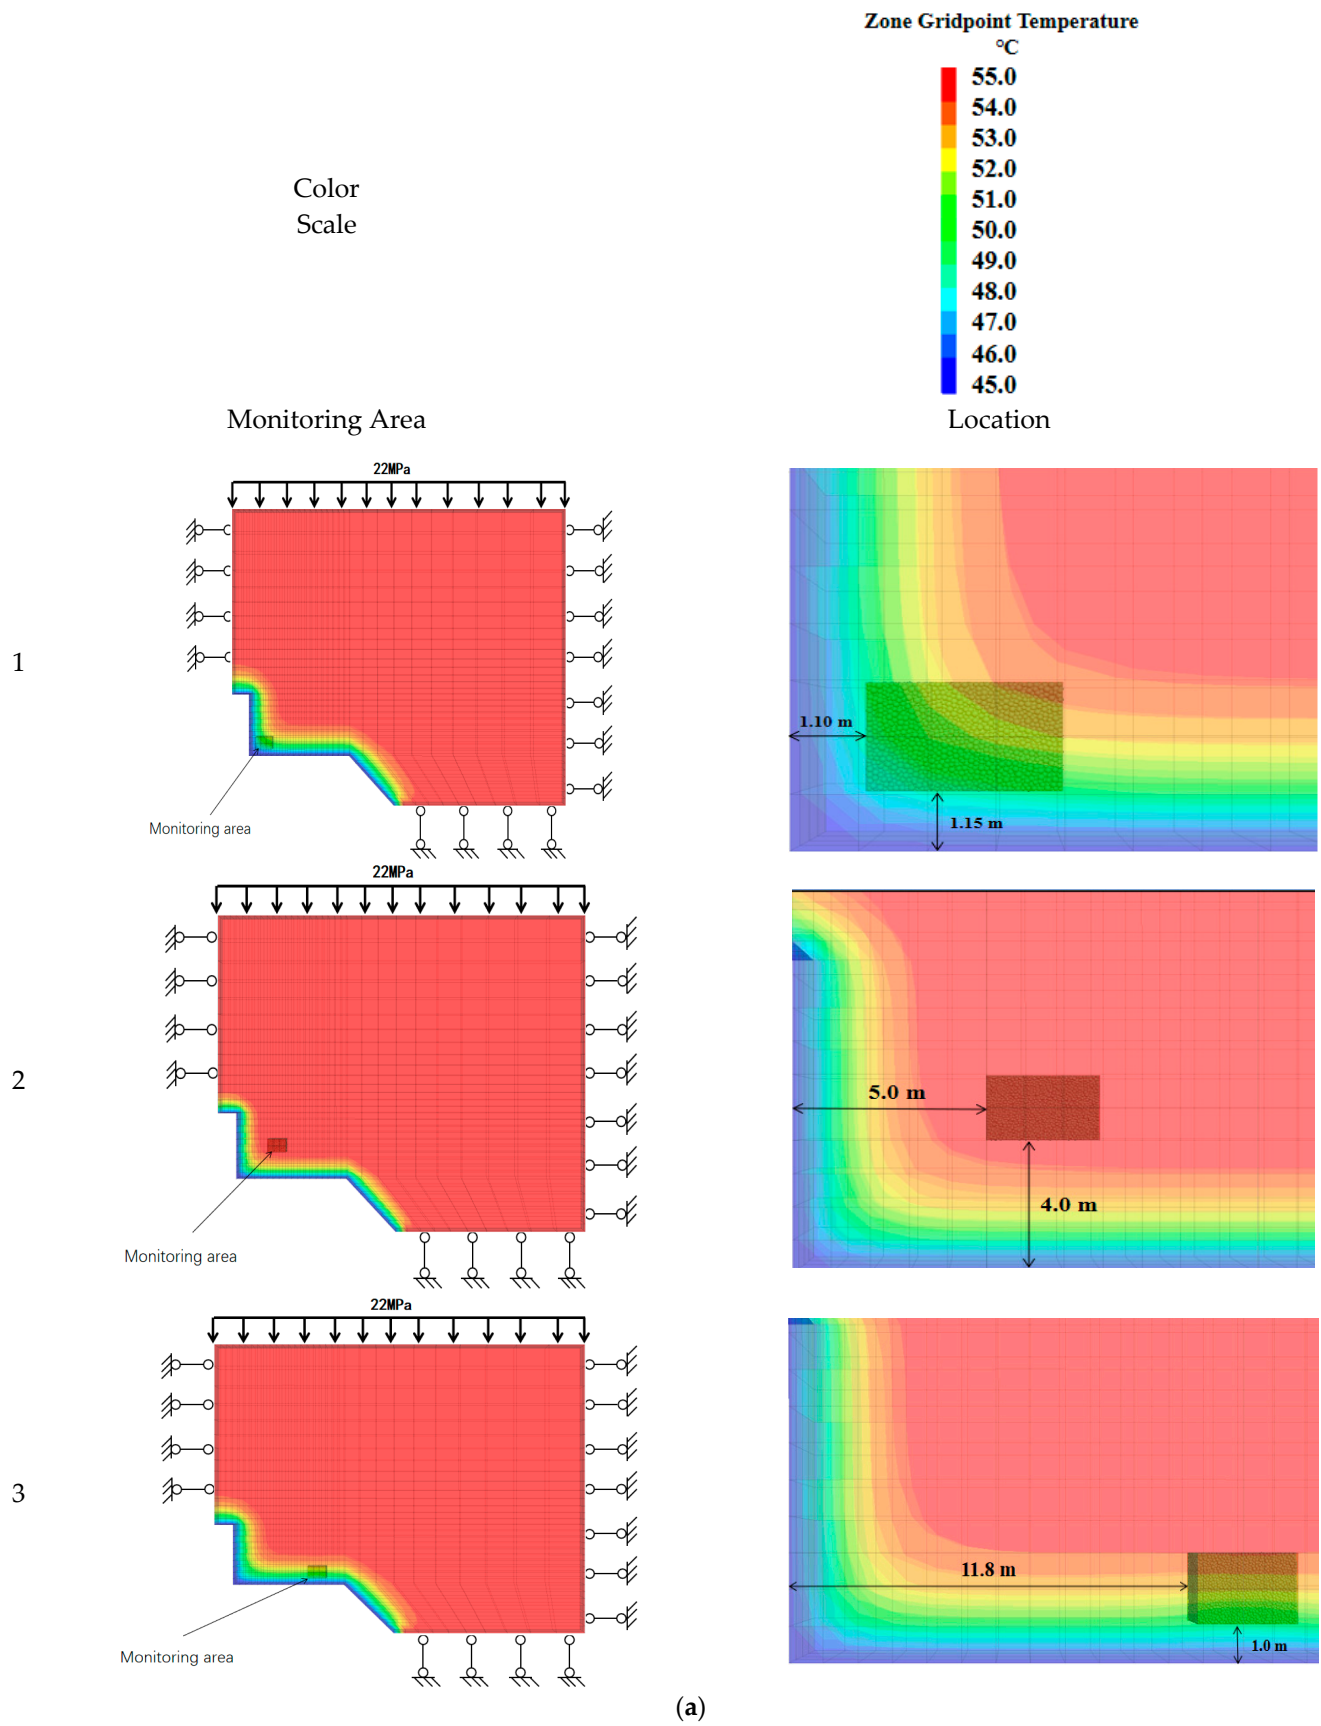 Zone Gridpoint Temperature
°C
55.0
54.0
53.0
52.0
51.0
50.0
49.0
48.0
47.0
46.0
45.0
Color
Scale
Monitoring Area
Location
1
22MPa
Monitoring area
1.10 m
1.15 m
2
22MPa
Monitoring area
5.0 m
4.0 m
3
22MPa
Monitoring area
11.8 m
1.0 m
(a)